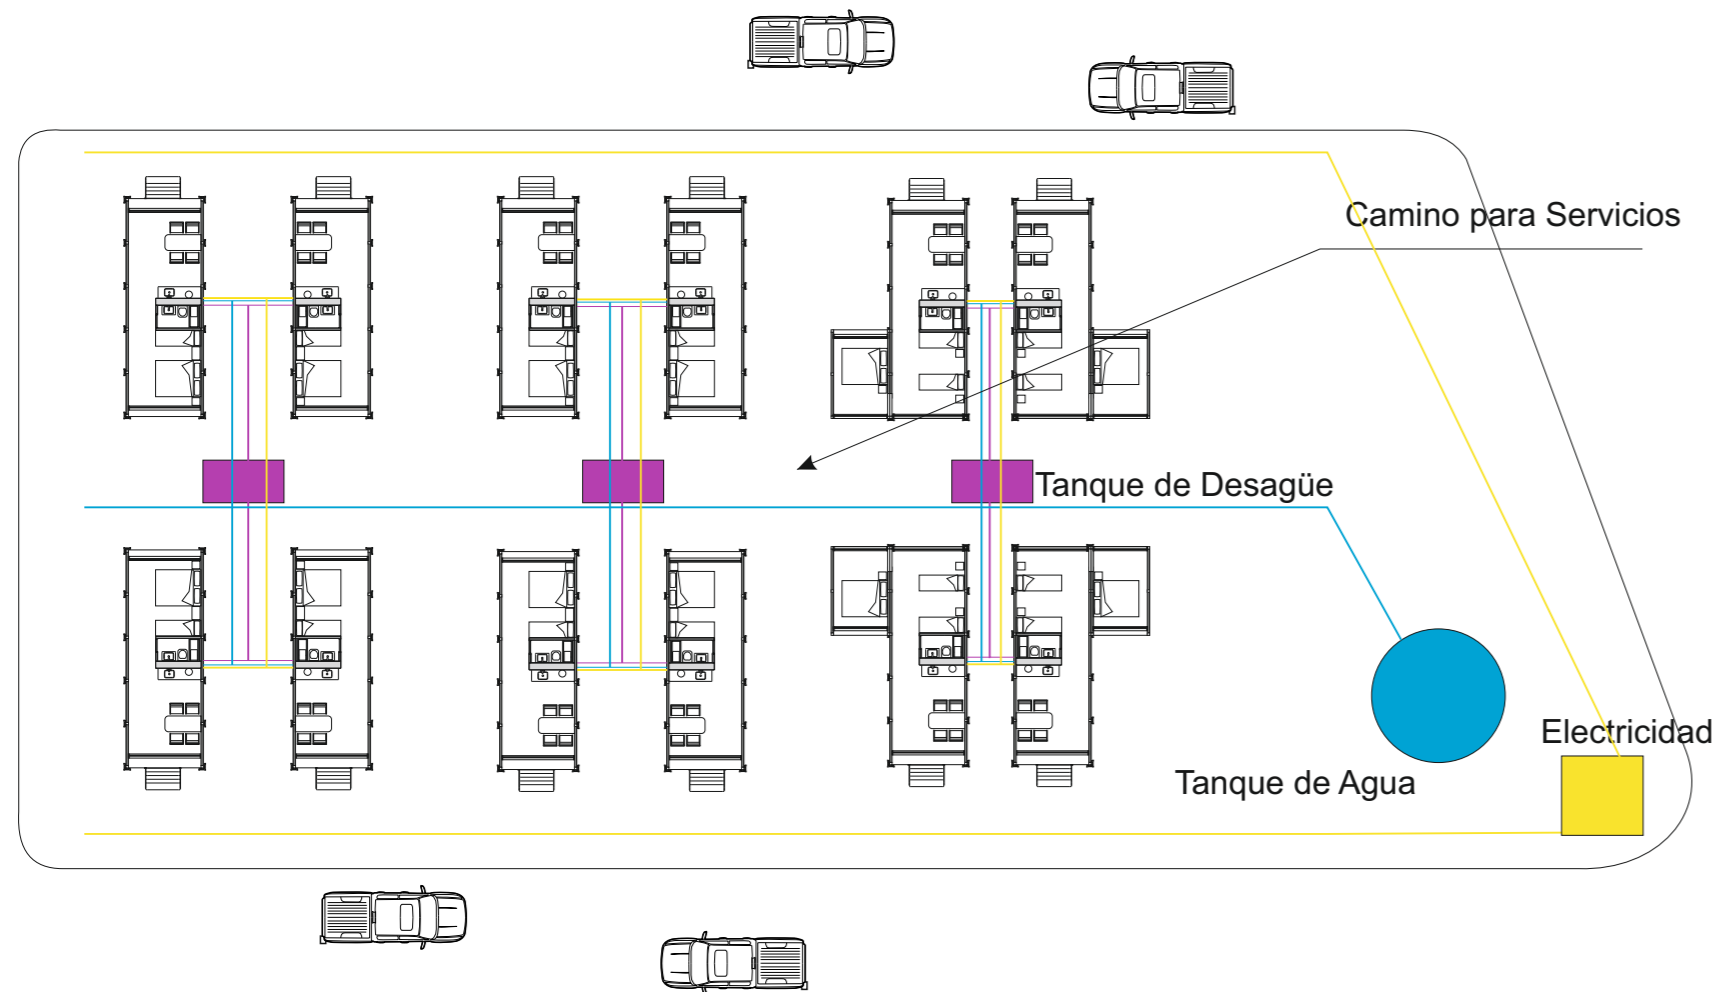 Camino para Servicios
Tanque de Desagüe
Electricidad
Tanque de Agua